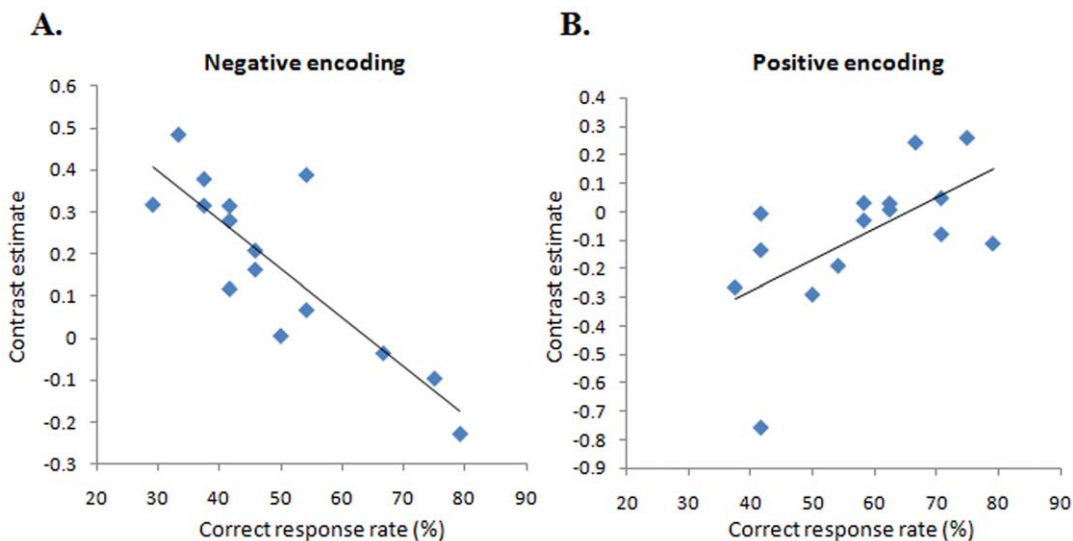 A.
Negative encoding
Contrast estimate
0.6
0.5
0.4
0.3
0.2
0.1
0
-0.1
-0.2
-0.3
20 30 40 50 60 70 80 90
Correct response rate (%)
B.
Positive encoding
Contrast estimate
0.4
0.3
0.2
0.1
0
-0.1
-0.2
-0.3
-0.4
-0.5
-0.6
-0.7
-0.8
-0.9
20 30 40 50 60 70 80 90
Correct response rate (%)